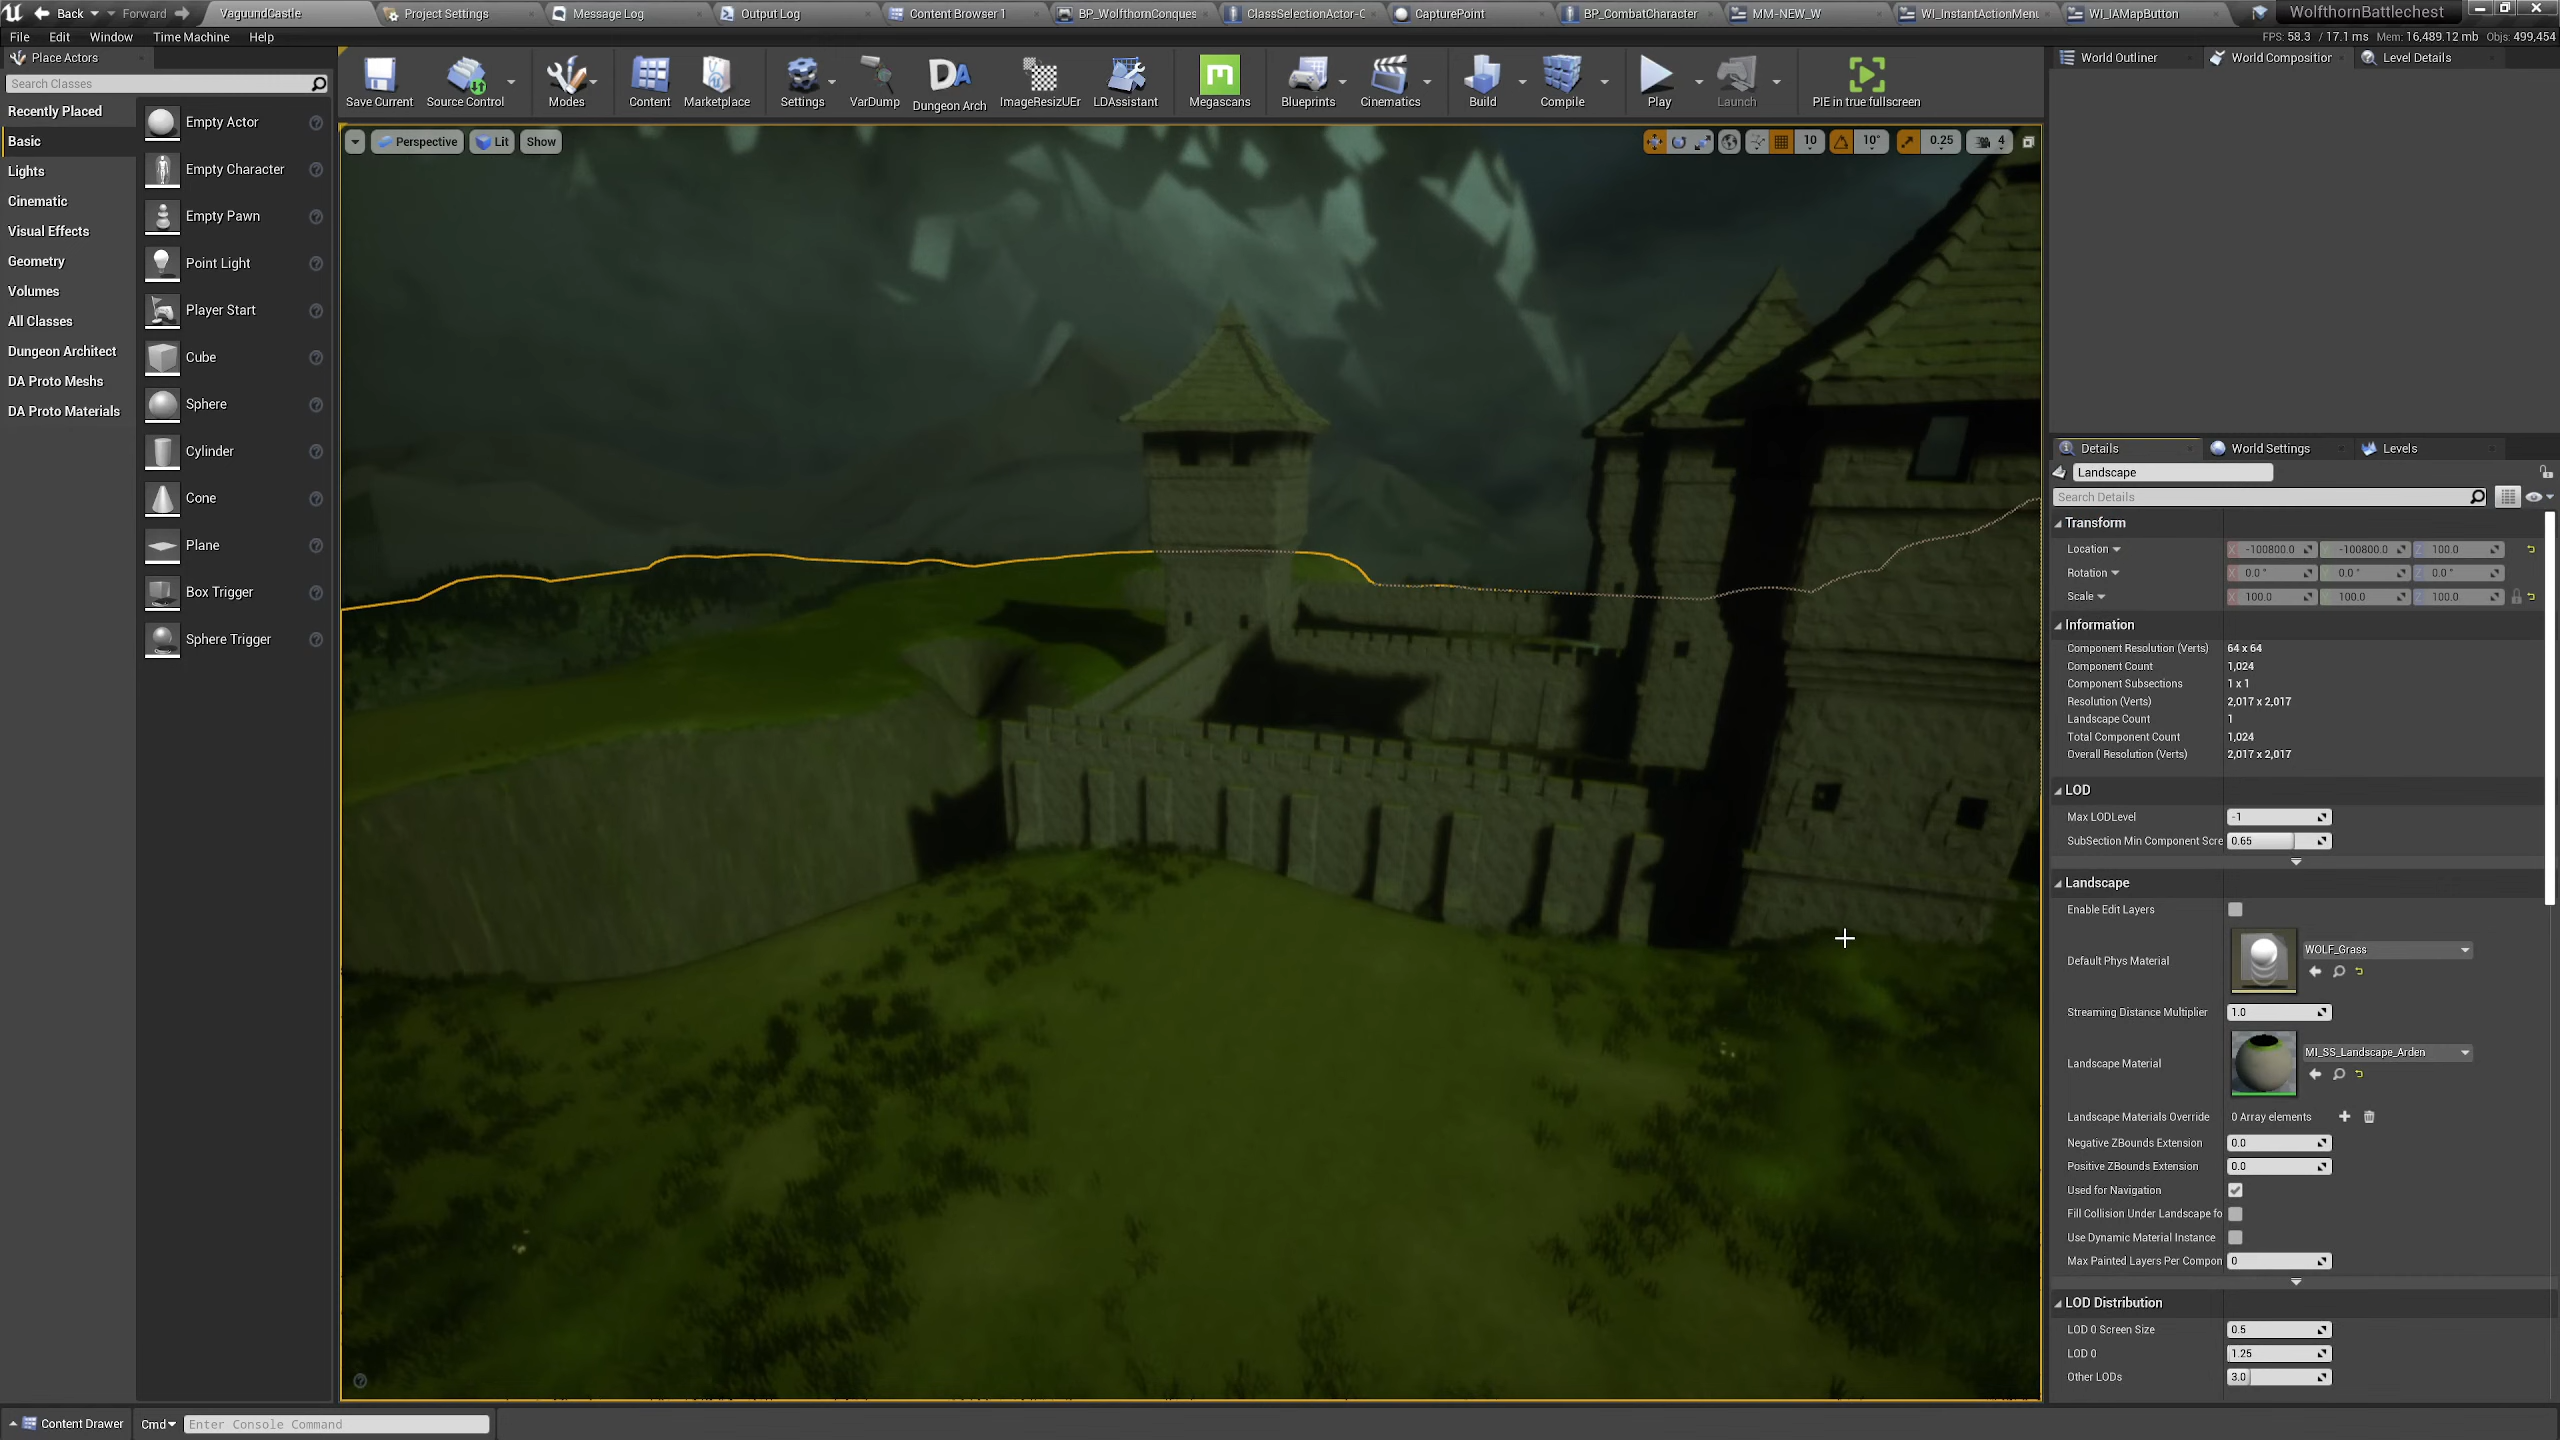 Back Forward VaguundCastle Project Settings Message Log Output Log Content Browser 1 BP_WolfthornConques ClassSelectionActor-C CapturePoint BP_CombatCharacter MM-NEW_W WI_InstantActionMenu WI_IAMapButton WolfthornBattlechest
File Edit Window Time Machine Help
FPS: 58.3 / 17.1 ms Mem: 16,489.12 mb Objs: 499,454
Place Actors
Search Classes
Recently Placed
Basic
Lights
Cinematic
Visual Effects
Geometry
Volumes
All Classes
Dungeon Architect
DA Proto Meshs
DA Proto Materials
Empty Actor
Empty Character
Empty Pawn
Point Light
Player Start
Cube
Sphere
Cylinder
Cone
Plane
Box Trigger
Sphere Trigger
Save Current Source Control Modes Content Marketplace Settings VarDump Dungeon Arch ImageResizUEr LDAssistant Megascans Blueprints Cinematics Build Compile Play Launch PIE in true fullscreen
Perspective Lit Show
10 10° 0.25 4
World Outliner World Composition Level Details
Details World Settings Levels
Landscape
Search Details
Transform
Location X -100800.0 Y -100800.0 Z 100.0
Rotation X 0.0 ° Y 0.0 ° Z 0.0 °
Scale X 100.0 Y 100.0 Z 100.0
Information
Component Resolution (Verts) 64 x 64
Component Count 1,024
Component Subsections 1 x 1
Resolution (Verts) 2,017 x 2,017
Landscape Count 1
Total Component Count 1,024
Overall Resolution (Verts) 2,017 x 2,017
LOD
Max LODLevel -1
SubSection Min Component Scre 0.65
Landscape
Enable Edit Layers
Default Phys Material WOLF_Grass
Streaming Distance Multiplier 1.0
Landscape Material MI_SS_Landscape_Arden
Landscape Materials Override 0 Array elements
Negative ZBounds Extension 0.0
Positive ZBounds Extension 0.0
Used for Navigation
Fill Collision Under Landscape fo
Use Dynamic Material Instance
Max Painted Layers Per Compon 0
LOD Distribution
LOD 0 Screen Size 0.5
LOD 0 1.25
Other LODs 3.0
Content Drawer Cmd Enter Console Command